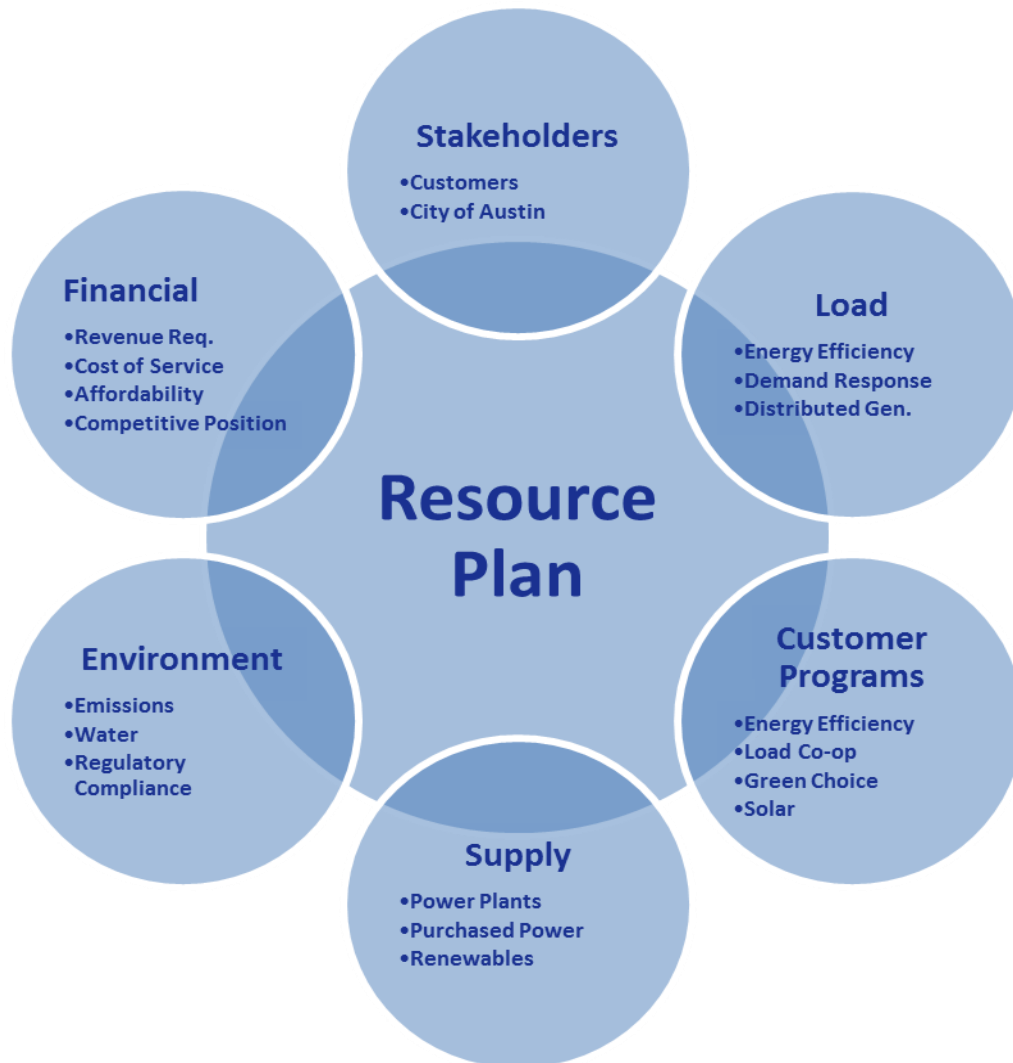 Stakeholders
•Customers
•City of Austin
Financial
•Revenue Req.
•Cost of Service
•Affordability
•Competitive Position
Load
•Energy Efficiency
•Demand Response
•Distributed Gen.
Resource
Plan
Environment
•Emissions
•Water
•Regulatory
Compliance
Customer
Programs
•Energy Efficiency
•Load Co-op
•Green Choice
•Solar
Supply
•Power Plants
•Purchased Power
•Renewables